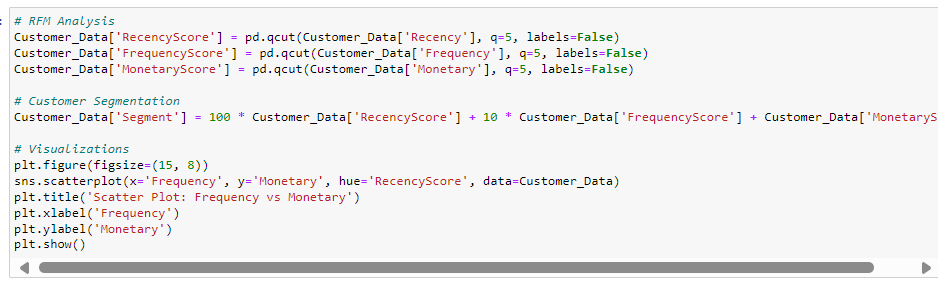 :
# RFM Analysis
Customer_Data['RecencyScore'] = pd.qcut(Customer_Data['Recency'], q=5, labels=False)
Customer_Data['FrequencyScore'] = pd.qcut(Customer_Data['Frequency'], q=5, labels=False)
Customer_Data['MonetaryScore'] = pd.qcut(Customer_Data['Monetary'], q=5, labels=False)
# Customer Segmentation
Customer_Data['Segment'] = 100 * Customer_Data['RecencyScore'] + 10 * Customer_Data['FrequencyScore'] + Customer_Data['MonetaryS
# Visualizations
plt.figure(figsize=(15, 8))
sns.scatterplot(x='Frequency', y='Monetary', hue='RecencyScore', data=Customer_Data)
plt.title('Scatter Plot: Frequency vs Monetary')
plt.xlabel('Frequency')
plt.ylabel('Monetary')
plt.show()